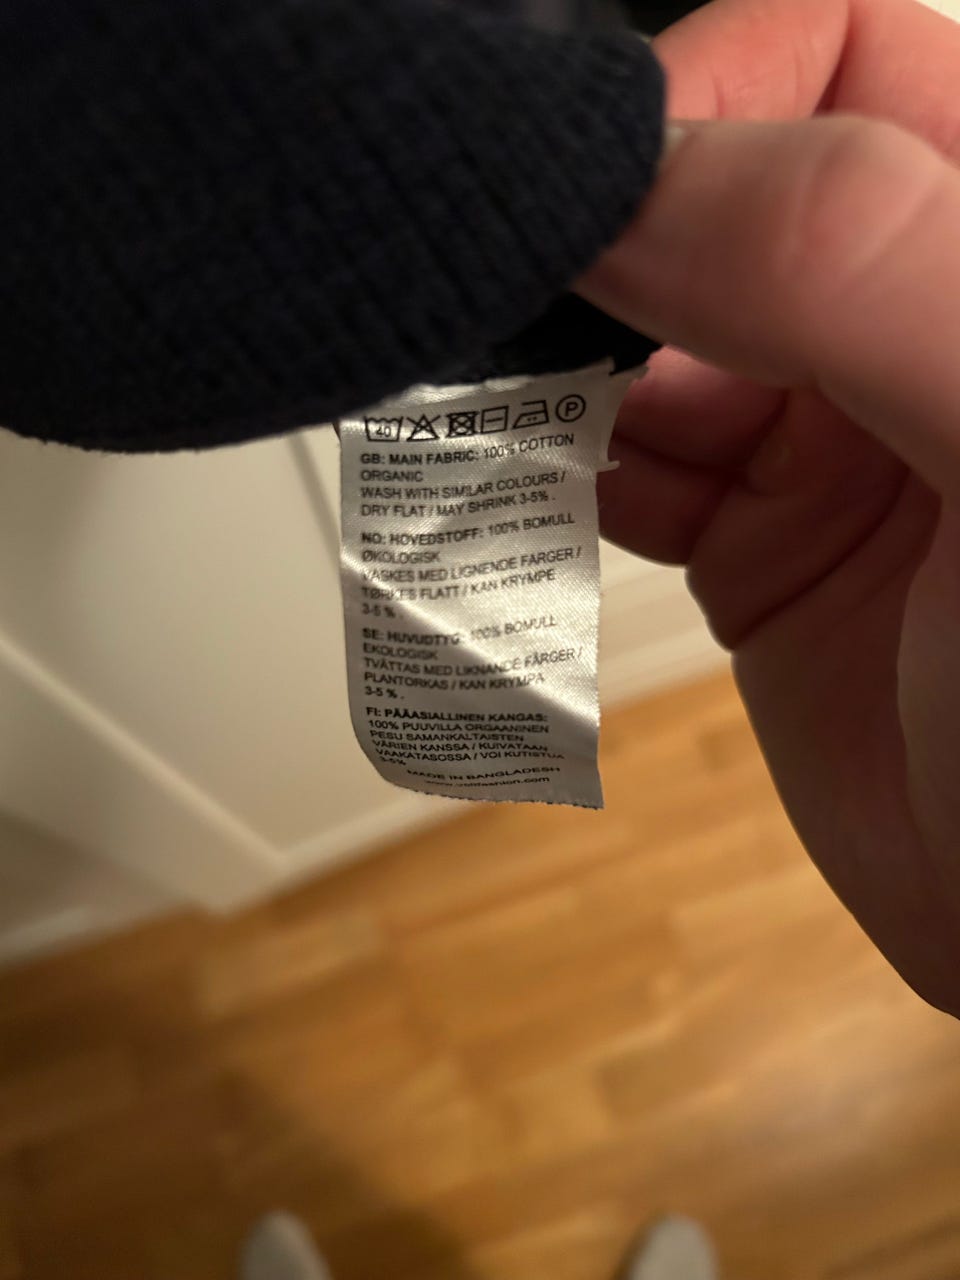 40 P
GB: MAIN FABRIC: 100% COTTON
ORGANIC
WASH WITH SIMILAR COLOURS /
DRY FLAT / MAY SHRINK 3-5% .
NO: HOVEDSTOFF: 100% BOMULL
ØKOLOGISK
VASKES MED LIGNENDE FARGER /
TØRKES FLATT / KAN KRYMPE
3-5 % .
SE: HUVUDTYG: 100% BOMULL
EKOLOGISK
TVÄTTAS MED LIKNANDE FÄRGER /
PLANTORKAS / KAN KRYMPA
3-5 % .
FI: PÄÄASIALLINEN KANGAS:
100% PUUVILLA ORGAANINEN
PESU SAMANKALTAISTEN
VÄRIEN KANSSA / KUIVATAAN
VAAKATASOSSA / VOI KUTISTUA
3-5%
MADE IN BANGLADESH